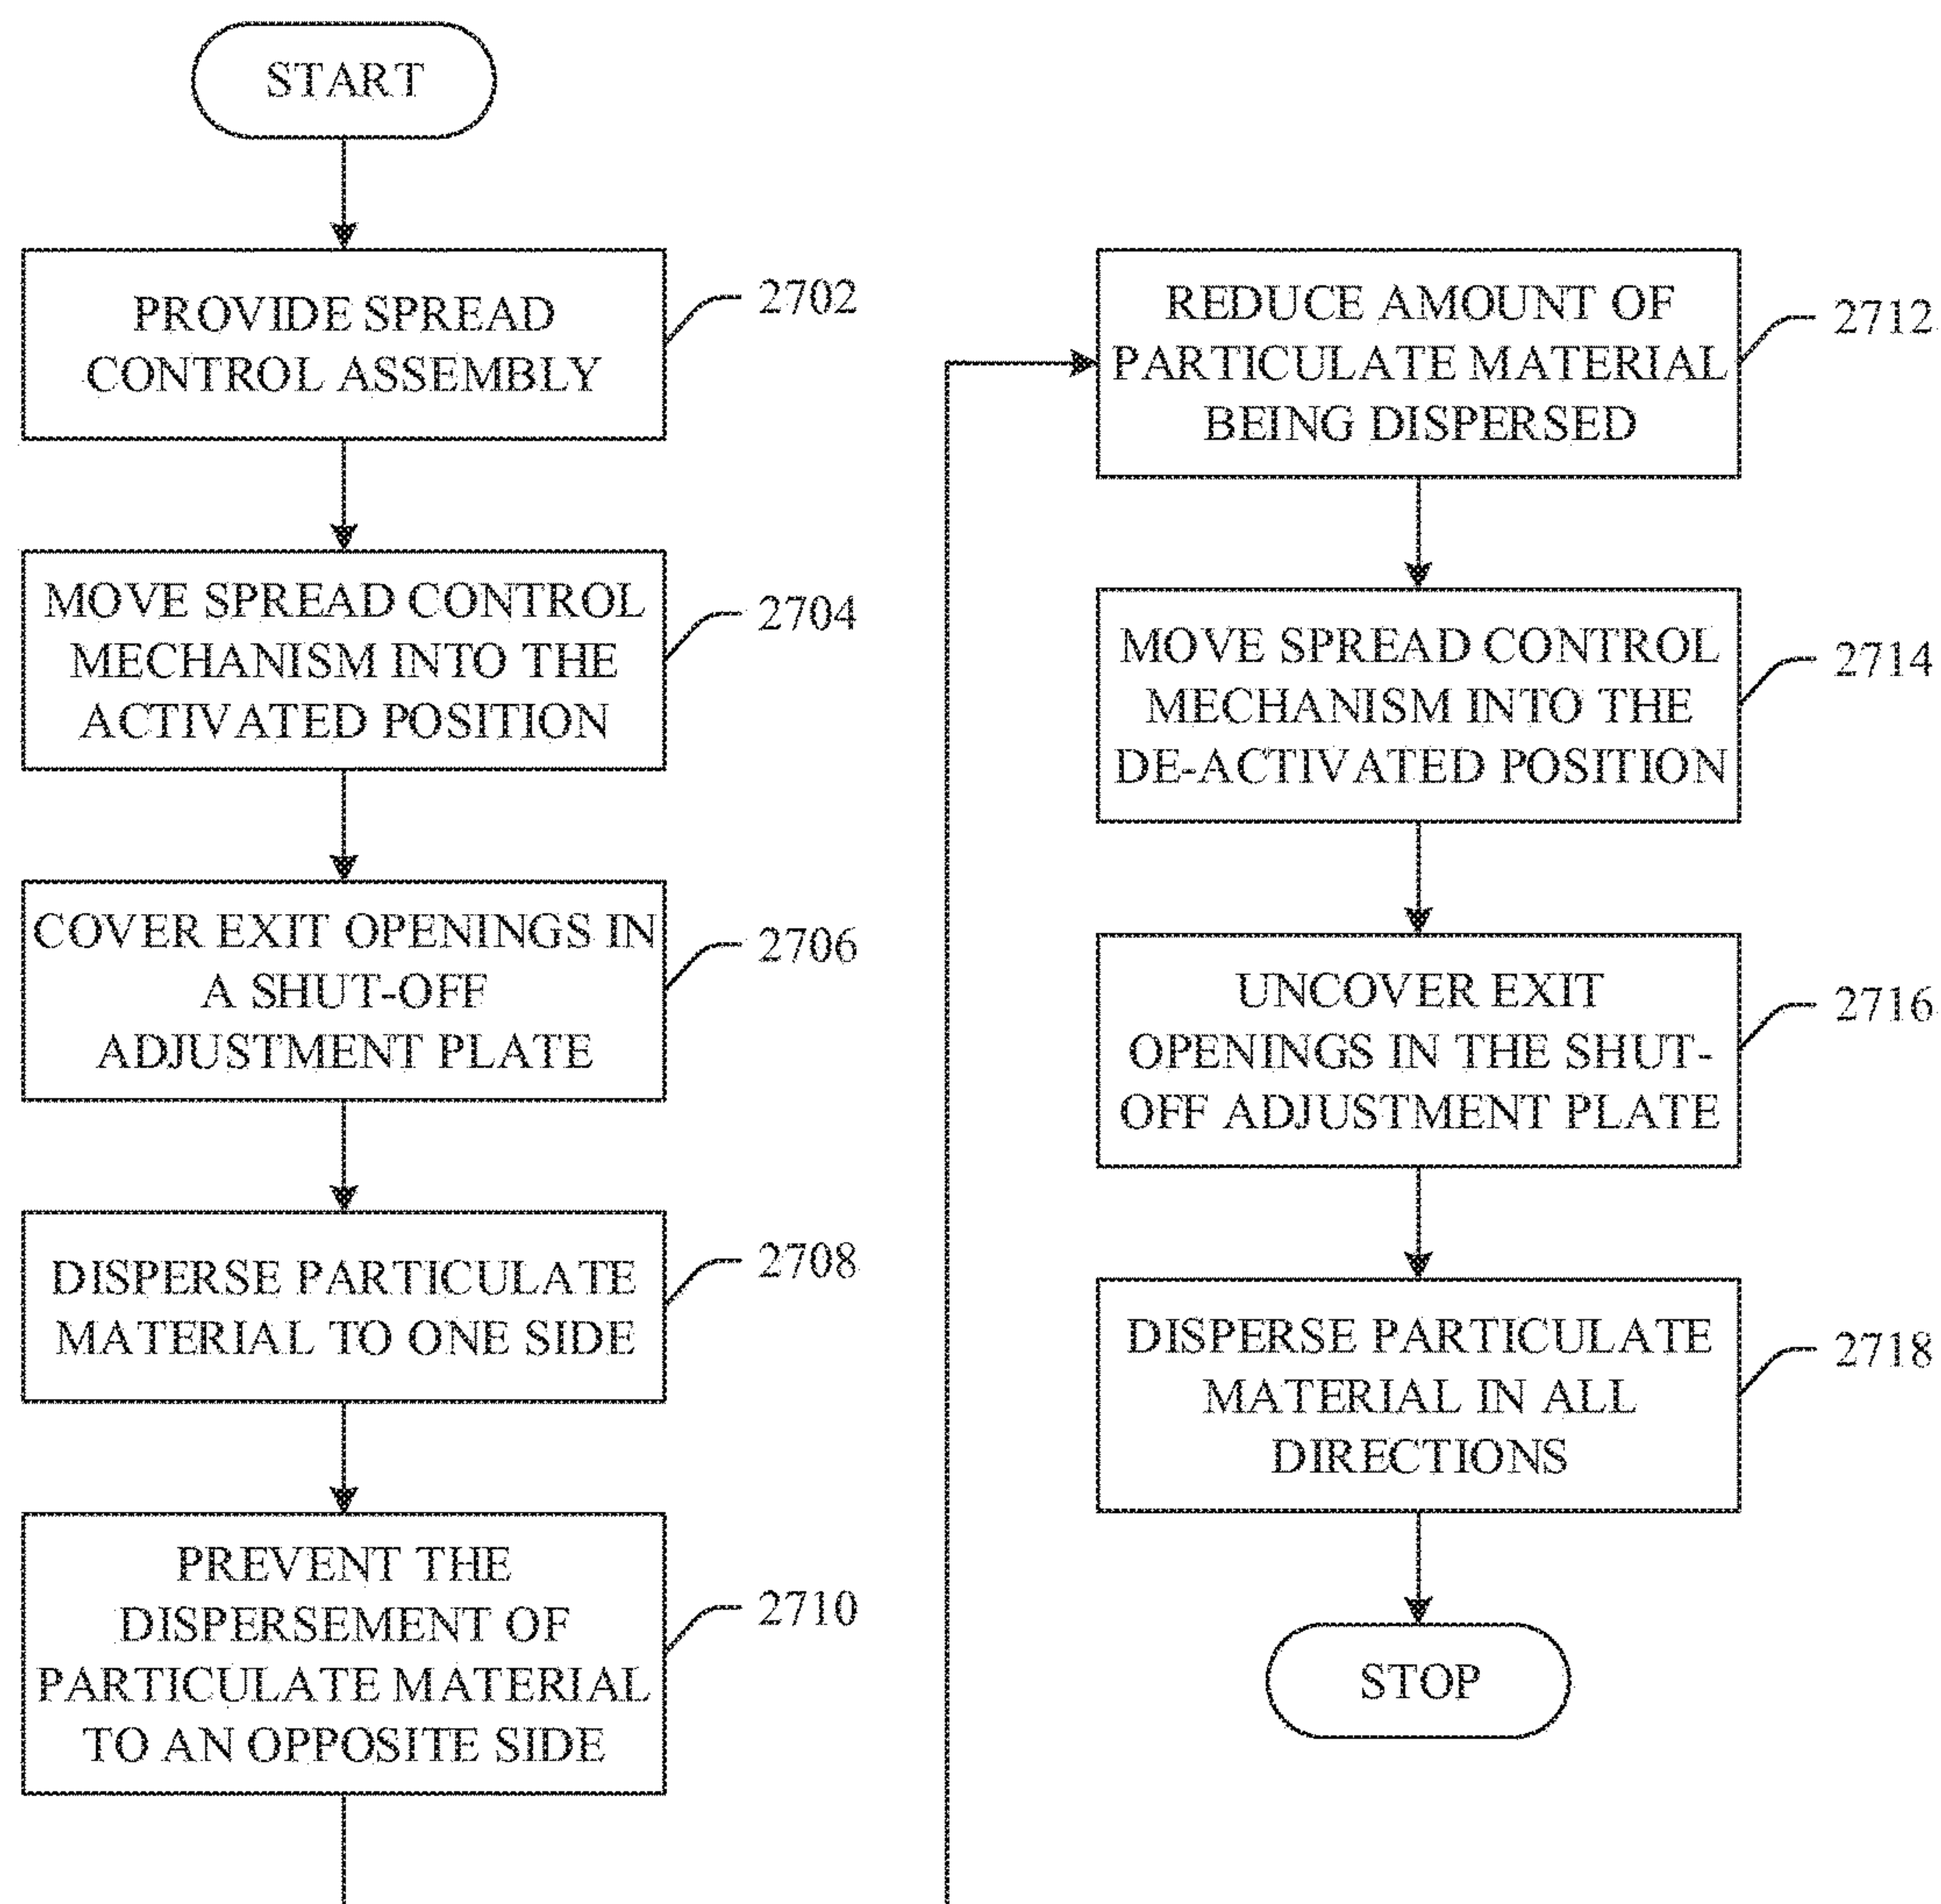 START
PROVIDE SPREAD
CONTROL ASSEMBLY
2702
MOVE SPREAD CONTROL
MECHANISM INTO THE
ACTIVATED POSITION
2704
COVER EXIT OPENINGS IN
A SHUT-OFF
ADJUSTMENT PLATE
2706
DISPERSE PARTICULATE
MATERIAL TO ONE SIDE
2708
PREVENT THE
DISPERSEMENT OF
PARTICULATE MATERIAL
TO AN OPPOSITE SIDE
2710
REDUCE AMOUNT OF
PARTICULATE MATERIAL
BEING DISPERSED
2712
MOVE SPREAD CONTROL
MECHANISM INTO THE
DE-ACTIVATED POSITION
2714
UNCOVER EXIT
OPENINGS IN THE SHUT-
OFF ADJUSTMENT PLATE
2716
DISPERSE PARTICULATE
MATERIAL IN ALL
DIRECTIONS
2718
STOP